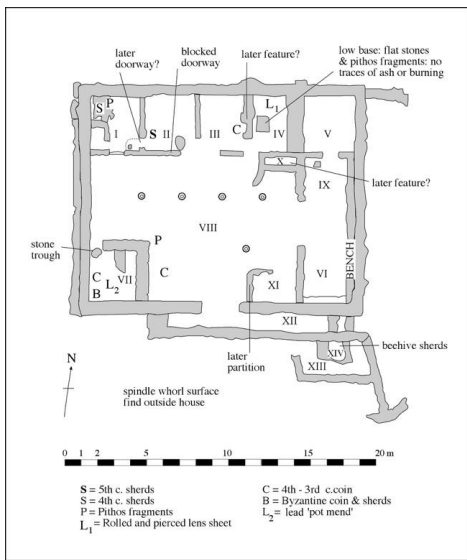 later
doorway?
blocked
doorway
later feature?
low base: flat stones
& pithos fragments: no
traces of ash or burning
S
P
I
S
II
III
C
L1
IV
V
X
IX
later feature?
VIII
stone
trough
P
C
L2
VII
C
B
XI
VI
BENCH
XII
later
partition
XIV
beehive sherds
XIII
N
spindle whorl surface
find outside house
0 1 2 5 10 15 20 m
S = 5th c. sherds
S = 4th c. sherds
P = Pithos fragments
L1 = Rolled and pierced lens sheet
C = 4th - 3rd c.coin
B = Byzantine coin & sherds
L2 = lead 'pot mend'